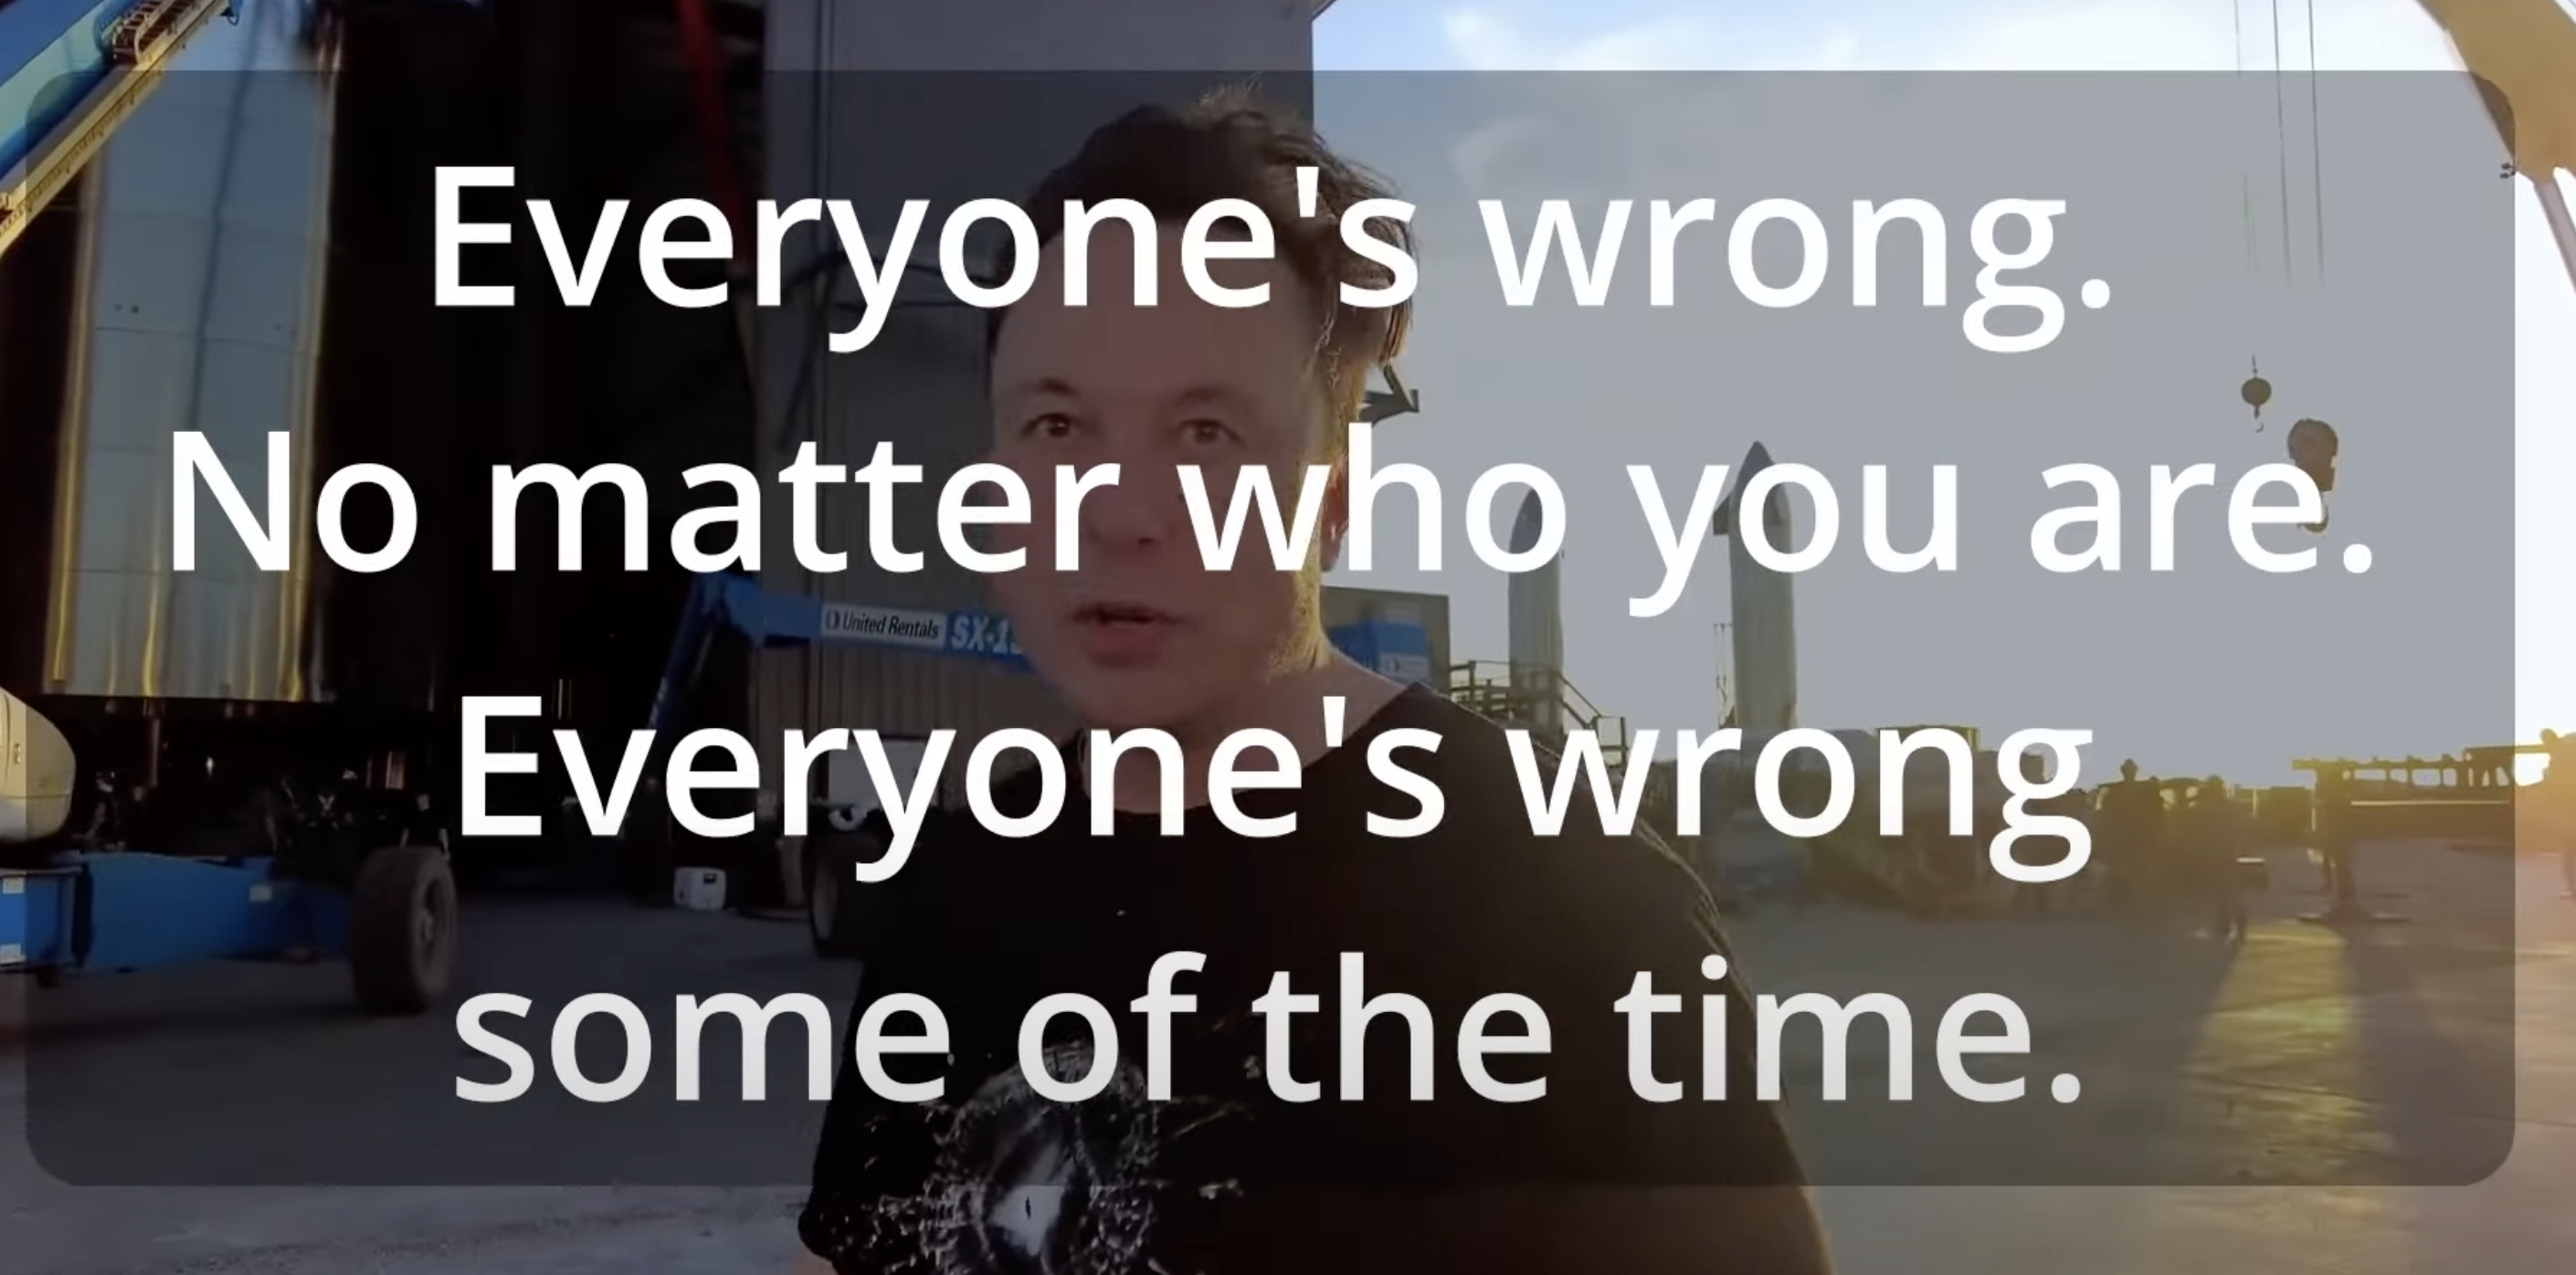 Everyone's wrong.
No matter who you are.
Everyone's wrong
some of the time.
United Rentals